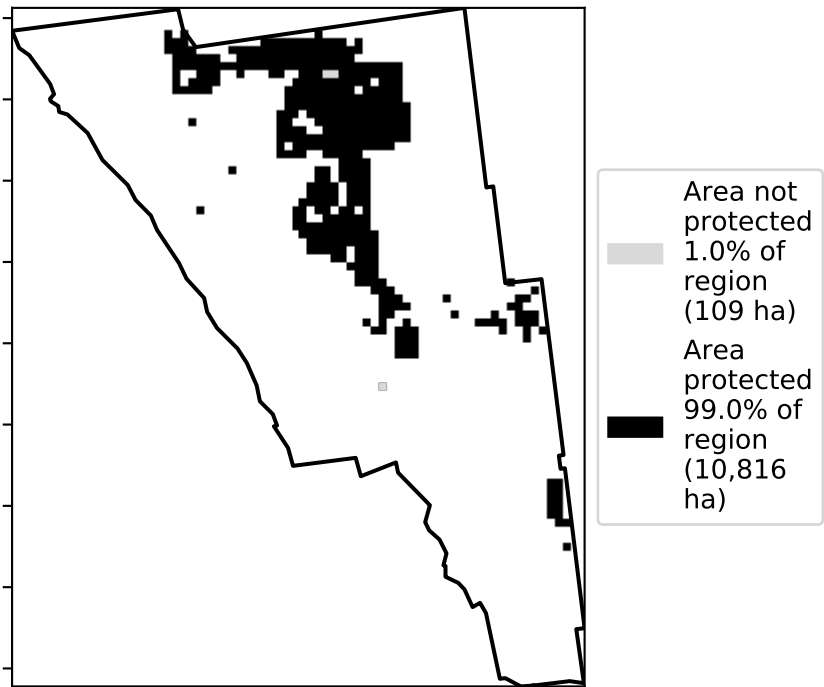 Area not
protected
1.0% of
region
(109 ha)
Area
protected
99.0% of
region
(10,816
ha)